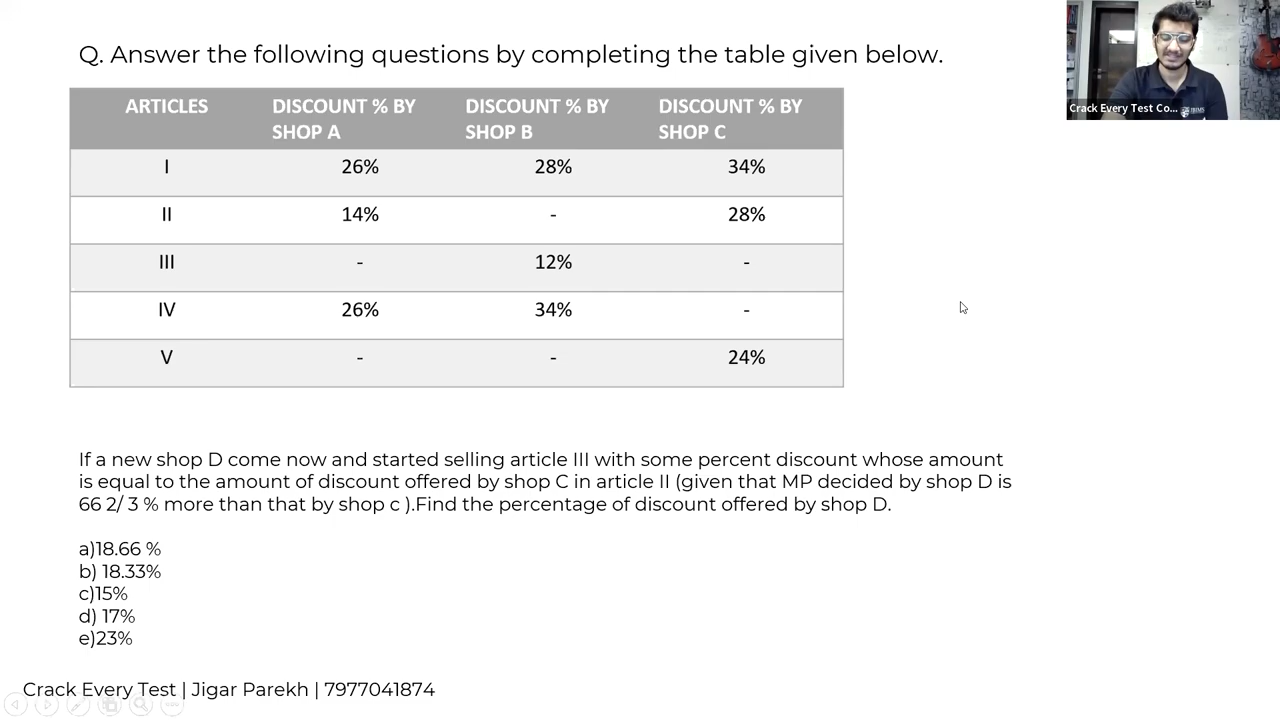 Q. Answer the following questions by completing the table given below.
ARTICLES DISCOUNT % BY SHOP A DISCOUNT % BY SHOP B DISCOUNT % BY SHOP C
I 26% 28% 34%
II 14% - 28%
III - 12% -
IV 26% 34% -
V - - 24%
If a new shop D come now and started selling article III with some percent discount whose amount
is equal to the amount of discount offered by shop C in article II (given that MP decided by shop D is
66 2/ 3 % more than that by shop c ).Find the percentage of discount offered by shop D.
a)18.66 %
b) 18.33%
c)15%
d) 17%
e)23%
Crack Every Test | Jigar Parekh | 7977041874
Crack Every Test Co...